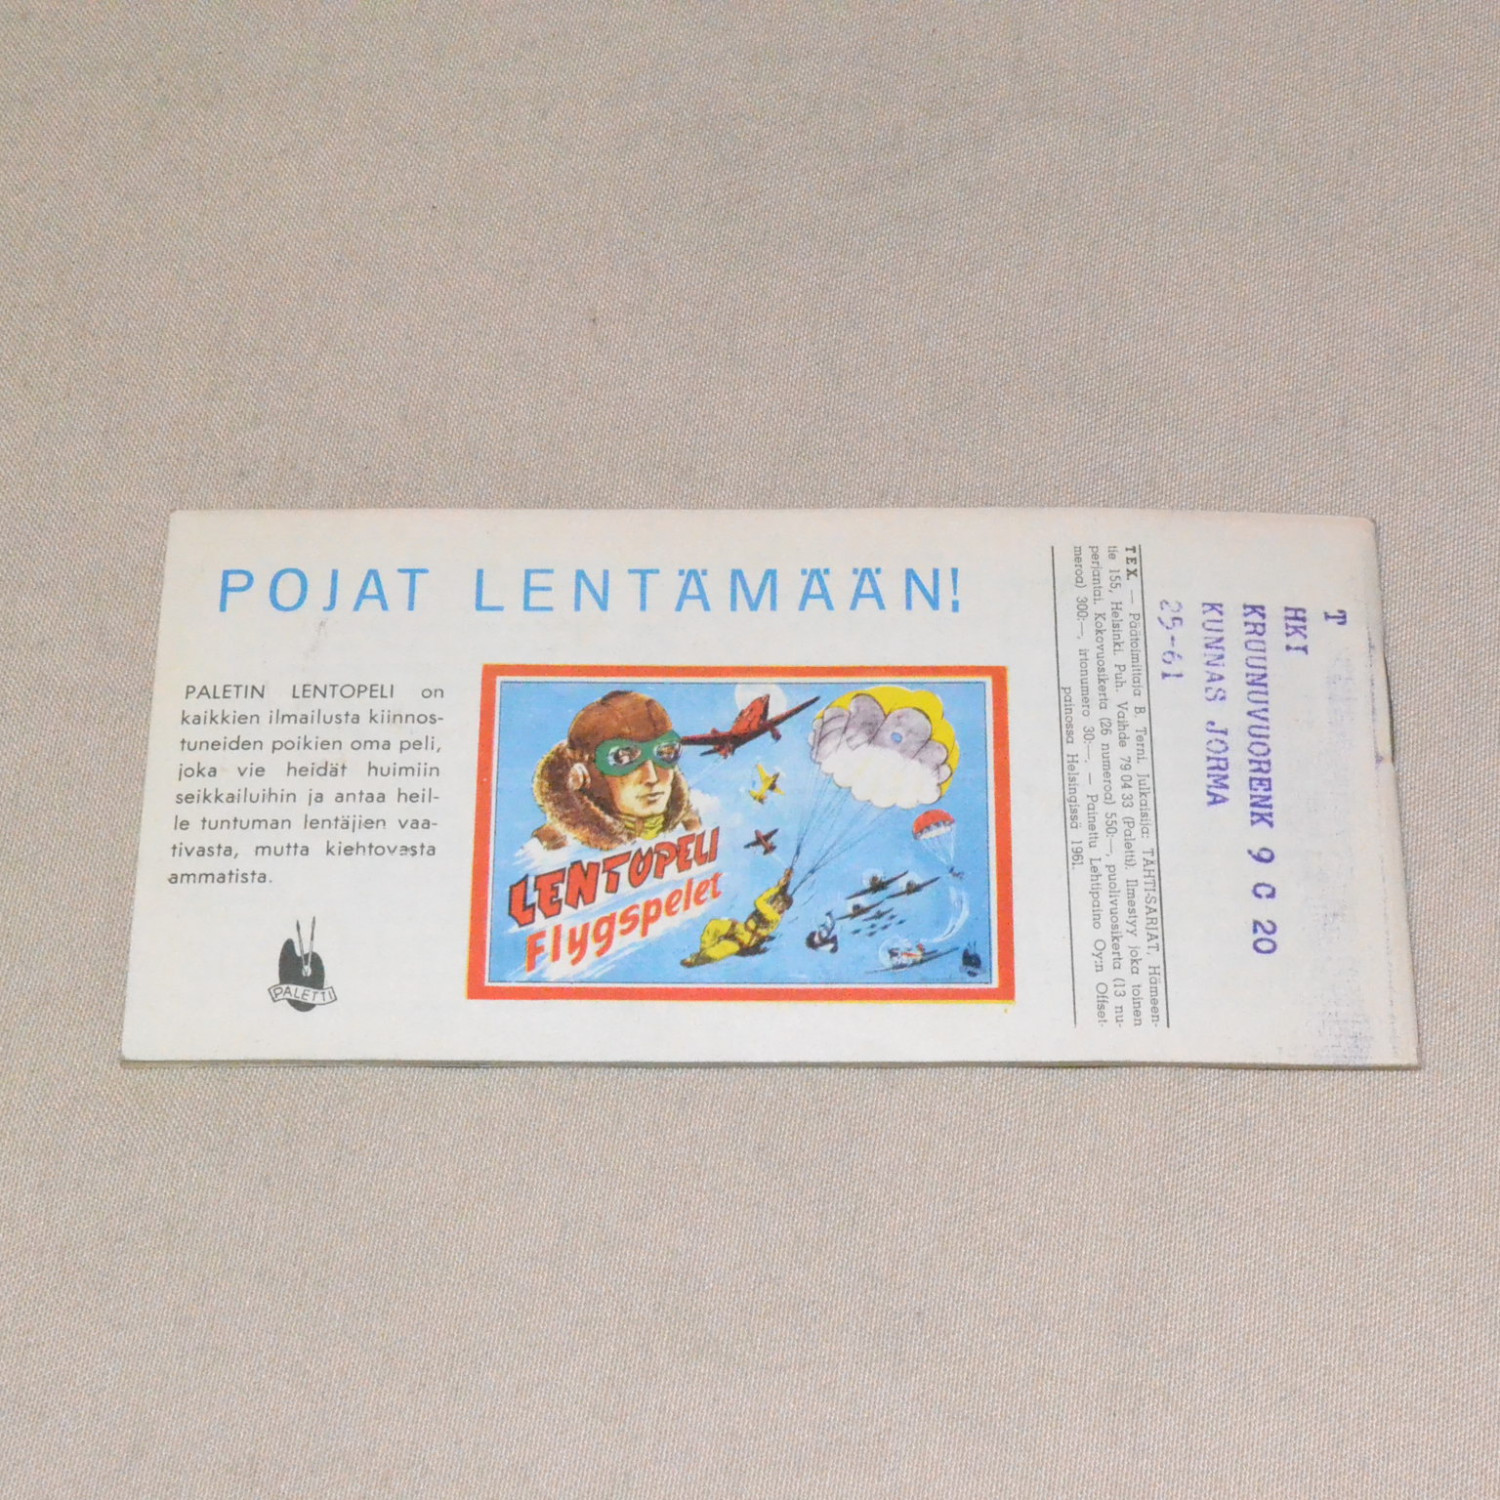 POJAT LENTÄMÄÄN!
PALETIN LENTOPELI on
kaikkien ilmailusta kiinnos-
tuneiden poikien oma peli,
joka vie heidät huimiin
seikkailuihin ja antaa heil-
le tuntuman lentäjien vaa-
tivasta, mutta kiehtovasta
ammatista.
PALETTI
LENTOPELI
Flygspelet
TEX. — Päätoimittaja B. Terni. Julkaisija: TÄHTI-SARJAT, Hämeen-
tie 155, Helsinki. Puh. Vaihde 79 04 33 (Paletti). Ilmestyy joka toinen
perjantai. Kokovuosikerta (26 numeroa) 550:—, puolivuosikerta (13 nu-
meroa) 300:—, irtonumero 30:—. — Painettu Lehtipaino Oy:n Offset-
painossa Helsingissä 1961.
T
HKI
KRUUNUVUORENK 9 C 20
KUNNAS JORMA
25-61